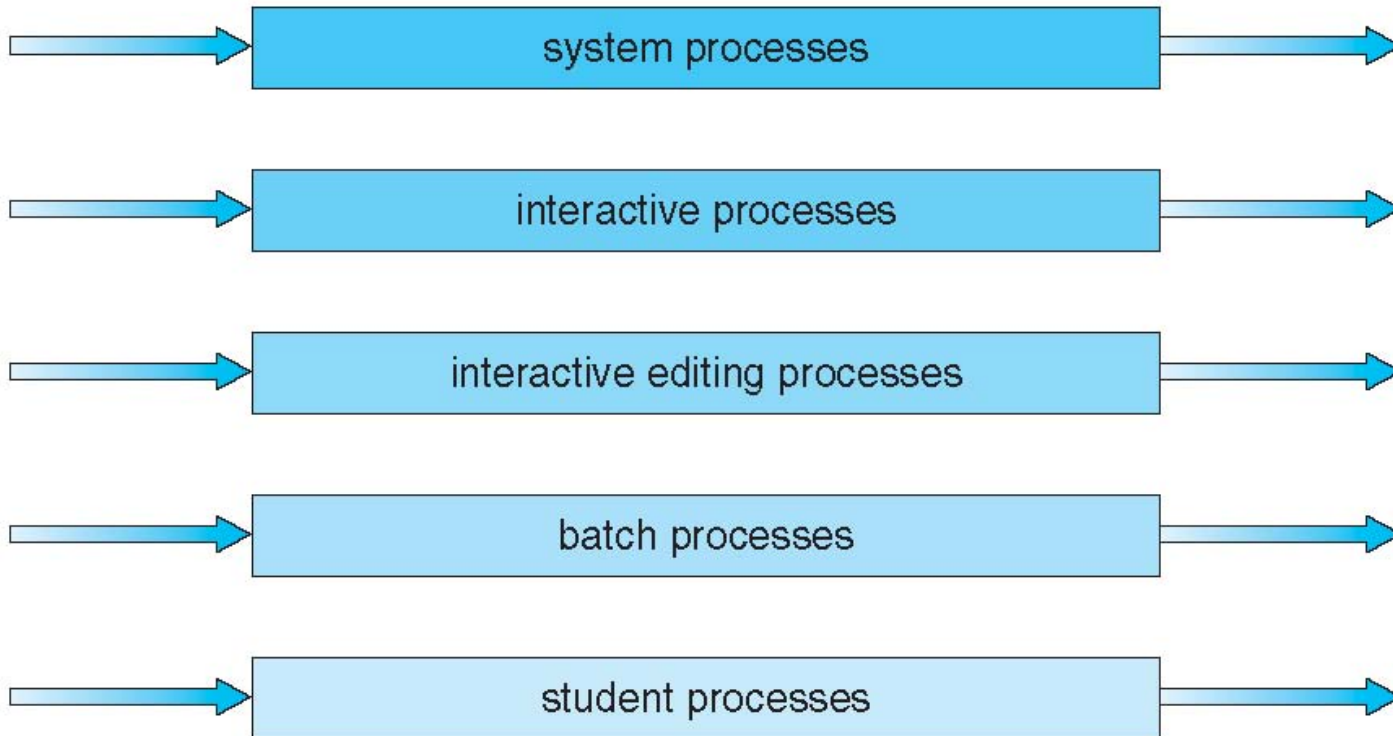 system processes
interactive processes
interactive editing processes
batch processes
student processes